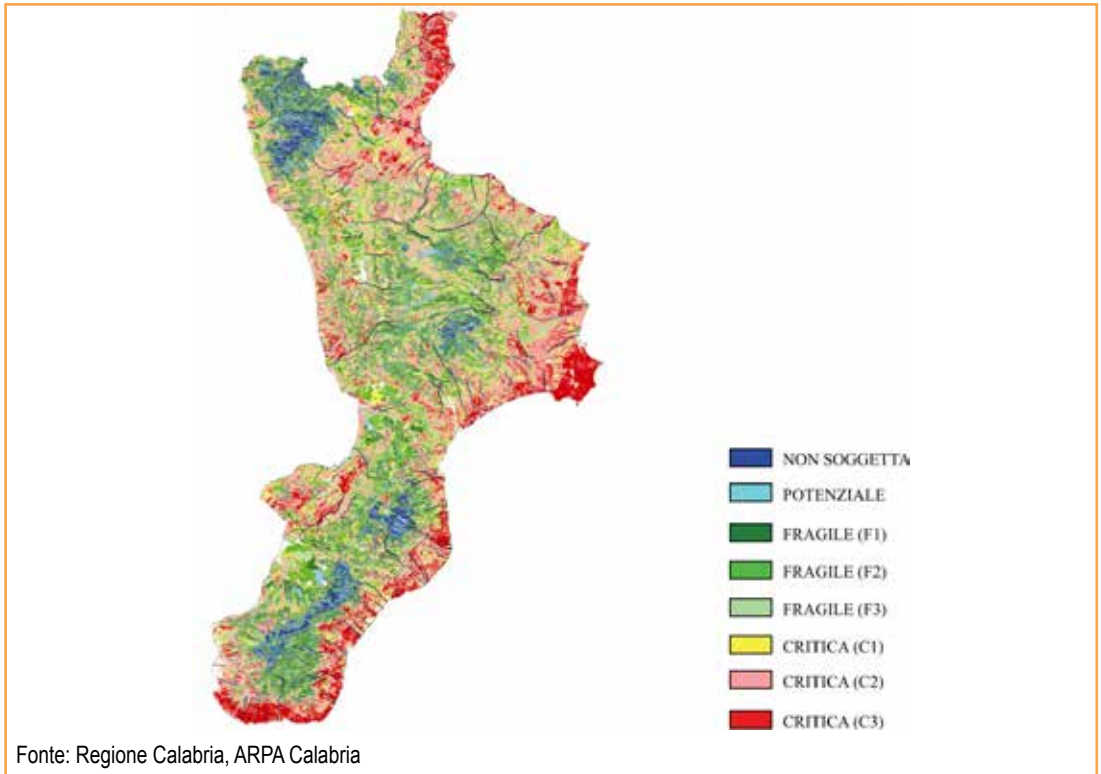 NON SOGGETTA
POTENZIALE
FRAGILE (F1)
FRAGILE (F2)
FRAGILE (F3)
CRITICA (C1)
CRITICA (C2)
CRITICA (C3)
Fonte: Regione Calabria, ARPA Calabria